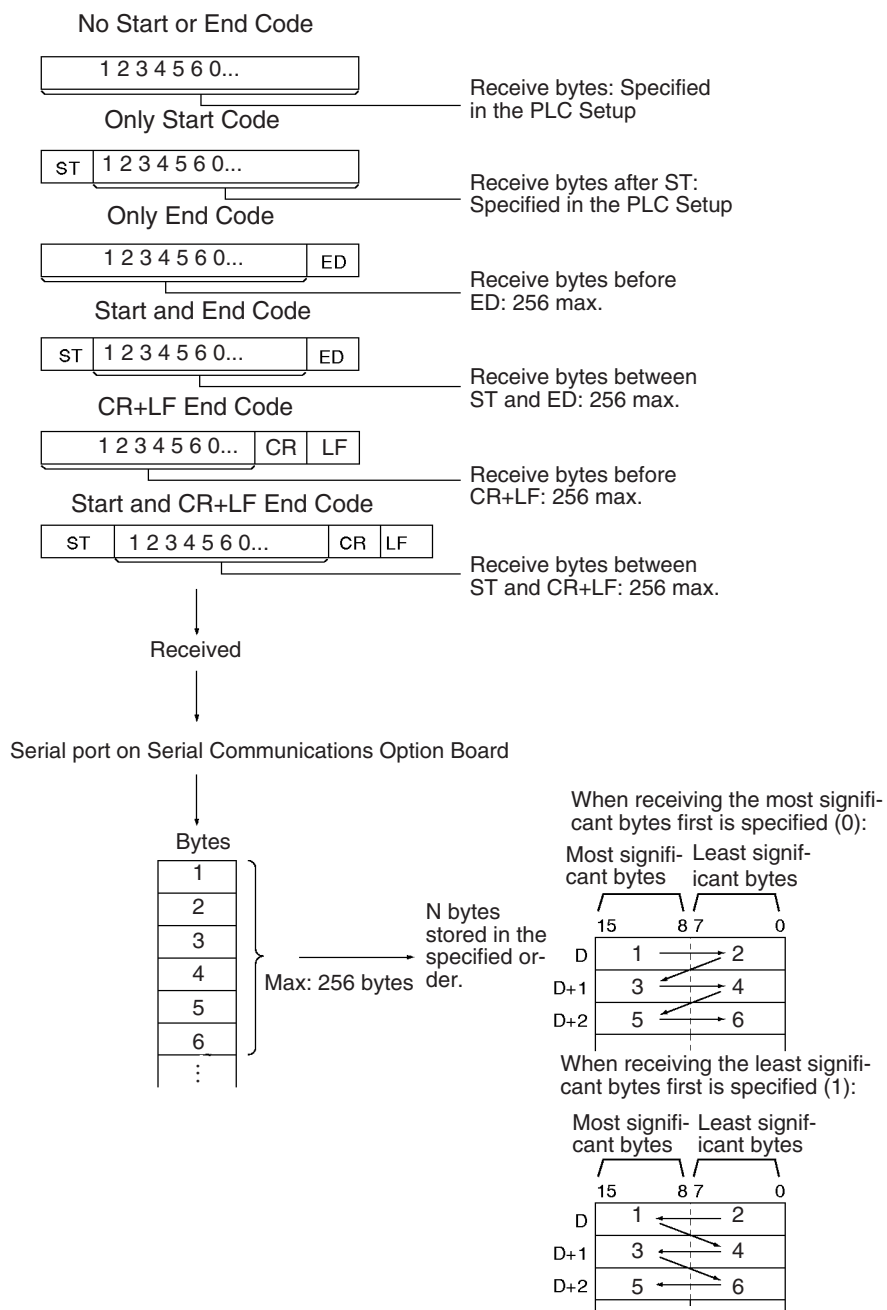 No Start or End Code
1 2 3 4 5 6 0...
Receive bytes: Specified
in the PLC Setup
Only Start Code
ST 1 2 3 4 5 6 0...
Receive bytes after ST:
Specified in the PLC Setup
Only End Code
1 2 3 4 5 6 0... ED
Receive bytes before
ED: 256 max.
Start and End Code
ST 1 2 3 4 5 6 0... ED
Receive bytes between
ST and ED: 256 max.
CR+LF End Code
1 2 3 4 5 6 0... CR LF
Receive bytes before
CR+LF: 256 max.
Start and CR+LF End Code
ST 1 2 3 4 5 6 0... CR LF
Receive bytes between
ST and CR+LF: 256 max.
Received
Serial port on Serial Communications Option Board
Bytes
1
2
3
4
5
6
⋮
Max: 256 bytes
N bytes
stored in the
specified or-
der.
When receiving the most signifi-
cant bytes first is specified (0):
Most signifi- Least signif-
cant bytes icant bytes
15 8 7 0
D 1 2
D+1 3 4
D+2 5 6
When receiving the least signifi-
cant bytes first is specified (1):
Most signifi- Least signif-
cant bytes icant bytes
15 8 7 0
D 1 2
D+1 3 4
D+2 5 6